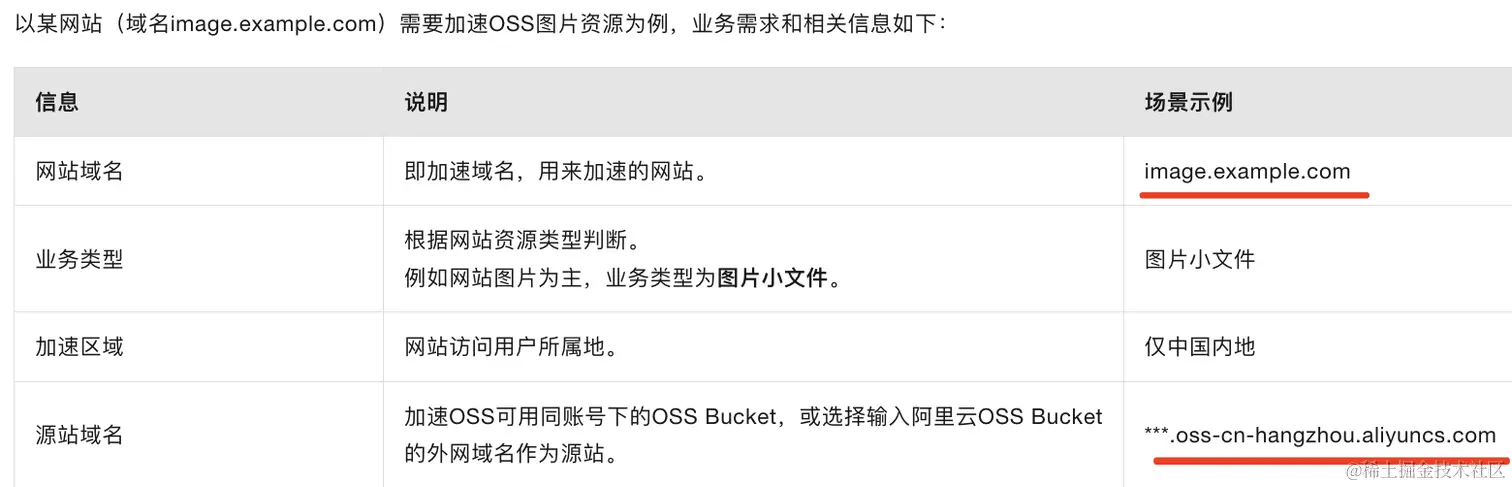 以某网站（域名image.example.com）需要加速OSS图片资源为例，业务需求和相关信息如下：
信息 说明 场景示例
网站域名 即加速域名，用来加速的网站。 image.example.com
业务类型 根据网站资源类型判断。
例如网站图片为主，业务类型为图片小文件。 图片小文件
加速区域 网站访问用户所属地。 仅中国内地
源站域名 加速OSS可用同账号下的OSS Bucket，或选择输入阿里云OSS Bucket
的外网域名作为源站。 ***.oss-cn-hangzhou.aliyuncs.com
@稀土掘金技术社区